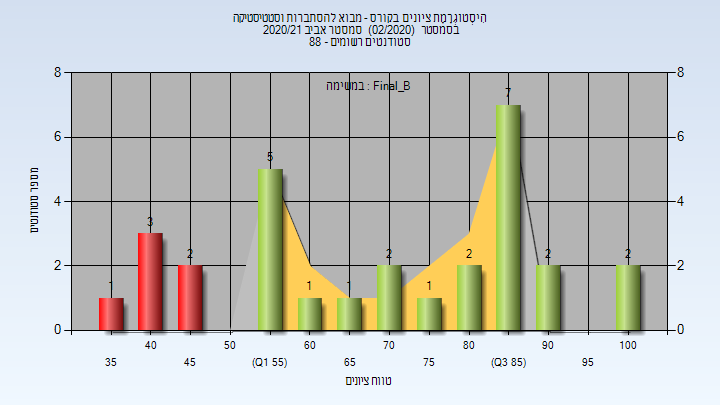 הִיסְטוֹגְרַמַּת ציונים בקורס - מבוא להסתברות וסטטיסטיקה
בסמסטר (02/2020) סמסטר אביב 2020/21
סטודנטים רשומים - 88
במשימה : Final_B
8 8
7
6 6
5
מספר סטודנטים
4 4
3
2 2 2 2 2 2 2
1 1 1 1
0 0
40 50 60 70 80 90 100
35 45 (Q1 55) 65 75 (Q3 85) 95
טווח ציונים